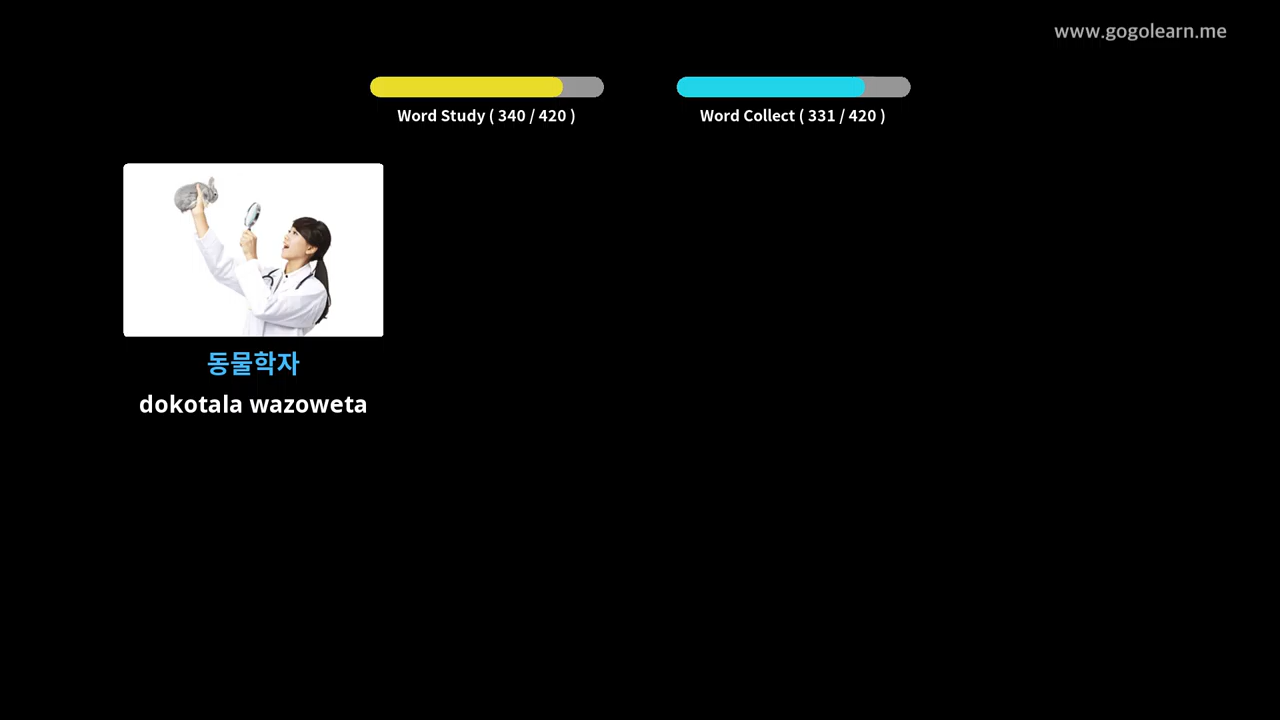 www.gogolearn.me
Word Study ( 340 / 420 )
Word Collect ( 331 / 420 )
동물학자
dokotala wazoweta